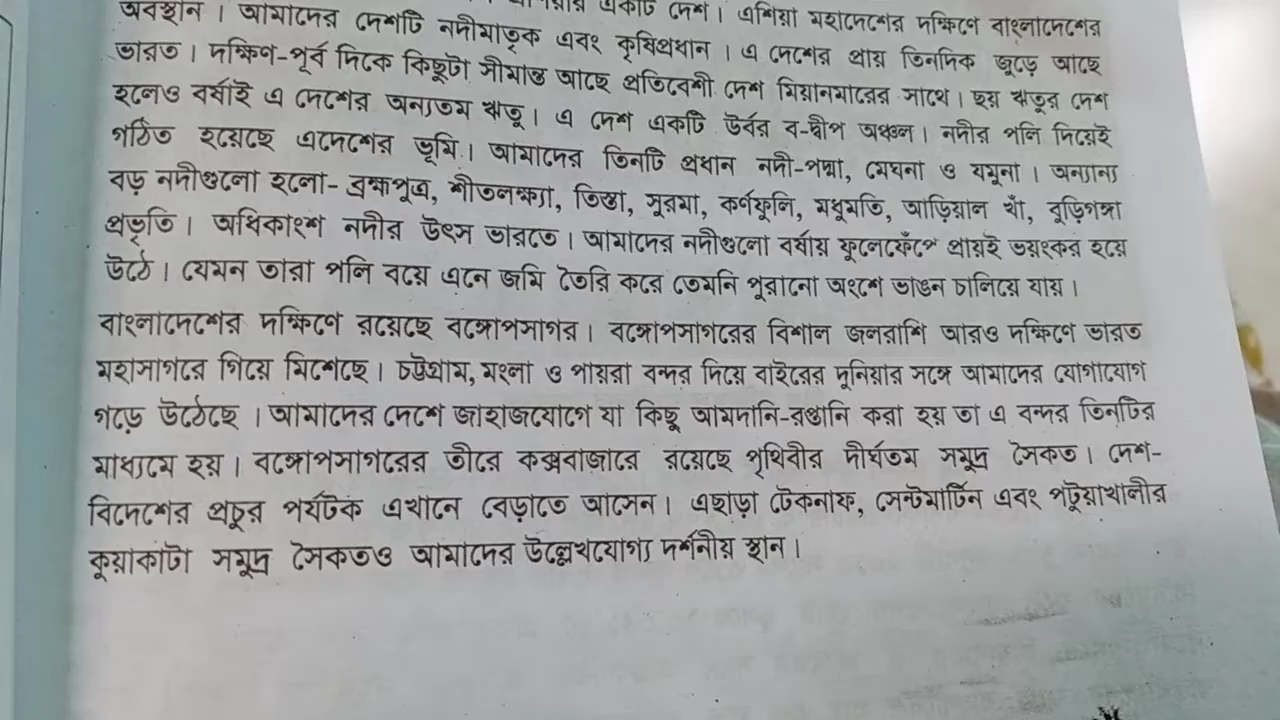 একটি দেশ। এশিয়া মহাদেশের দক্ষিণে বাংলাদেশের
অবস্থান। আমাদের দেশটি নদীমাতৃক এবং কৃষিপ্রধান। এ দেশের প্রায় তিনদিক জুড়ে আছে
ভারত। দক্ষিণ-পূর্ব দিকে কিছুটা সীমান্ত আছে প্রতিবেশী দেশ মিয়ানমারের সাথে। ছয় ঋতুর দেশ
হলেও বর্ষাই এ দেশের অন্যতম ঋতু। এ দেশ একটি উর্বর ব-দ্বীপ অঞ্চল। নদীর পলি দিয়েই
গঠিত হয়েছে এদেশের ভূমি। আমাদের তিনটি প্রধান নদী-পদ্মা, মেঘনা ও যমুনা। অন্যান্য
বড় নদীগুলো হলো- ব্রহ্মপুত্র, শীতলক্ষ্যা, তিস্তা, সুরমা, কর্ণফুলি, মধুমতি, আড়িয়াল খাঁ, বুড়িগঙ্গা
প্রভৃতি। অধিকাংশ নদীর উৎস ভারতে। আমাদের নদীগুলো বর্ষায় ফুলেফেঁপে প্রায়ই ভয়ংকর হয়ে
উঠে। যেমন তারা পলি বয়ে এনে জমি তৈরি করে তেমনি পুরানো অংশে ভাঙন চালিয়ে যায়।
বাংলাদেশের দক্ষিণে রয়েছে বঙ্গোপসাগর। বঙ্গোপসাগরের বিশাল জলরাশি আরও দক্ষিণে ভারত
মহাসাগরে গিয়ে মিশেছে। চট্টগ্রাম, মংলা ও পায়রা বন্দর দিয়ে বাইরের দুনিয়ার সঙ্গে আমাদের যোগাযোগ
গড়ে উঠেছে। আমাদের দেশে জাহাজযোগে যা কিছু আমদানি-রপ্তানি করা হয় তা এ বন্দর তিনটির
মাধ্যমে হয়। বঙ্গোপসাগরের তীরে কক্সবাজারে রয়েছে পৃথিবীর দীর্ঘতম সমুদ্র সৈকত। দেশ-
বিদেশের প্রচুর পর্যটক এখানে বেড়াতে আসেন। এছাড়া টেকনাফ, সেন্টমার্টিন এবং পটুয়াখালীর
কুয়াকাটা সমুদ্র সৈকতও আমাদের উল্লেখযোগ্য দর্শনীয় স্থান।